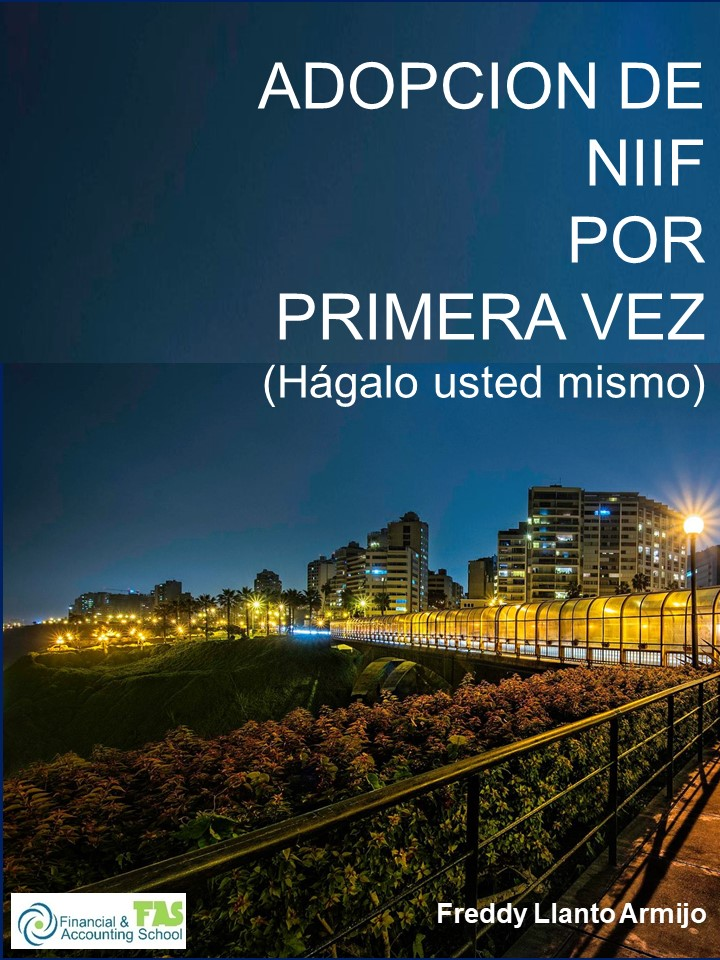 ADOPCION DE
NIIF
POR
PRIMERA VEZ
(Hágalo usted mismo)
Freddy Llanto Armijo
Financial & FAS
Accounting School